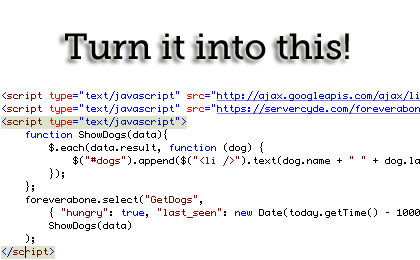 Turn it into this!
<script type="text/javascript" src="http://ajax.googleapis.com/ajax/li
<script type="text/javascript" src="https://servercyde.com/foreverabon
<script type="text/javascript">
function ShowDogs(data){
$.each(data.result, function (dog) {
$("#dogs").append($("<li />").text(dog.name + " " + dog.la
});
};
foreverabone.select("GetDogs",
{ "hungry": true, "last_seen": new Date(today.getTime() - 1000
ShowDogs(data)
);
</script>